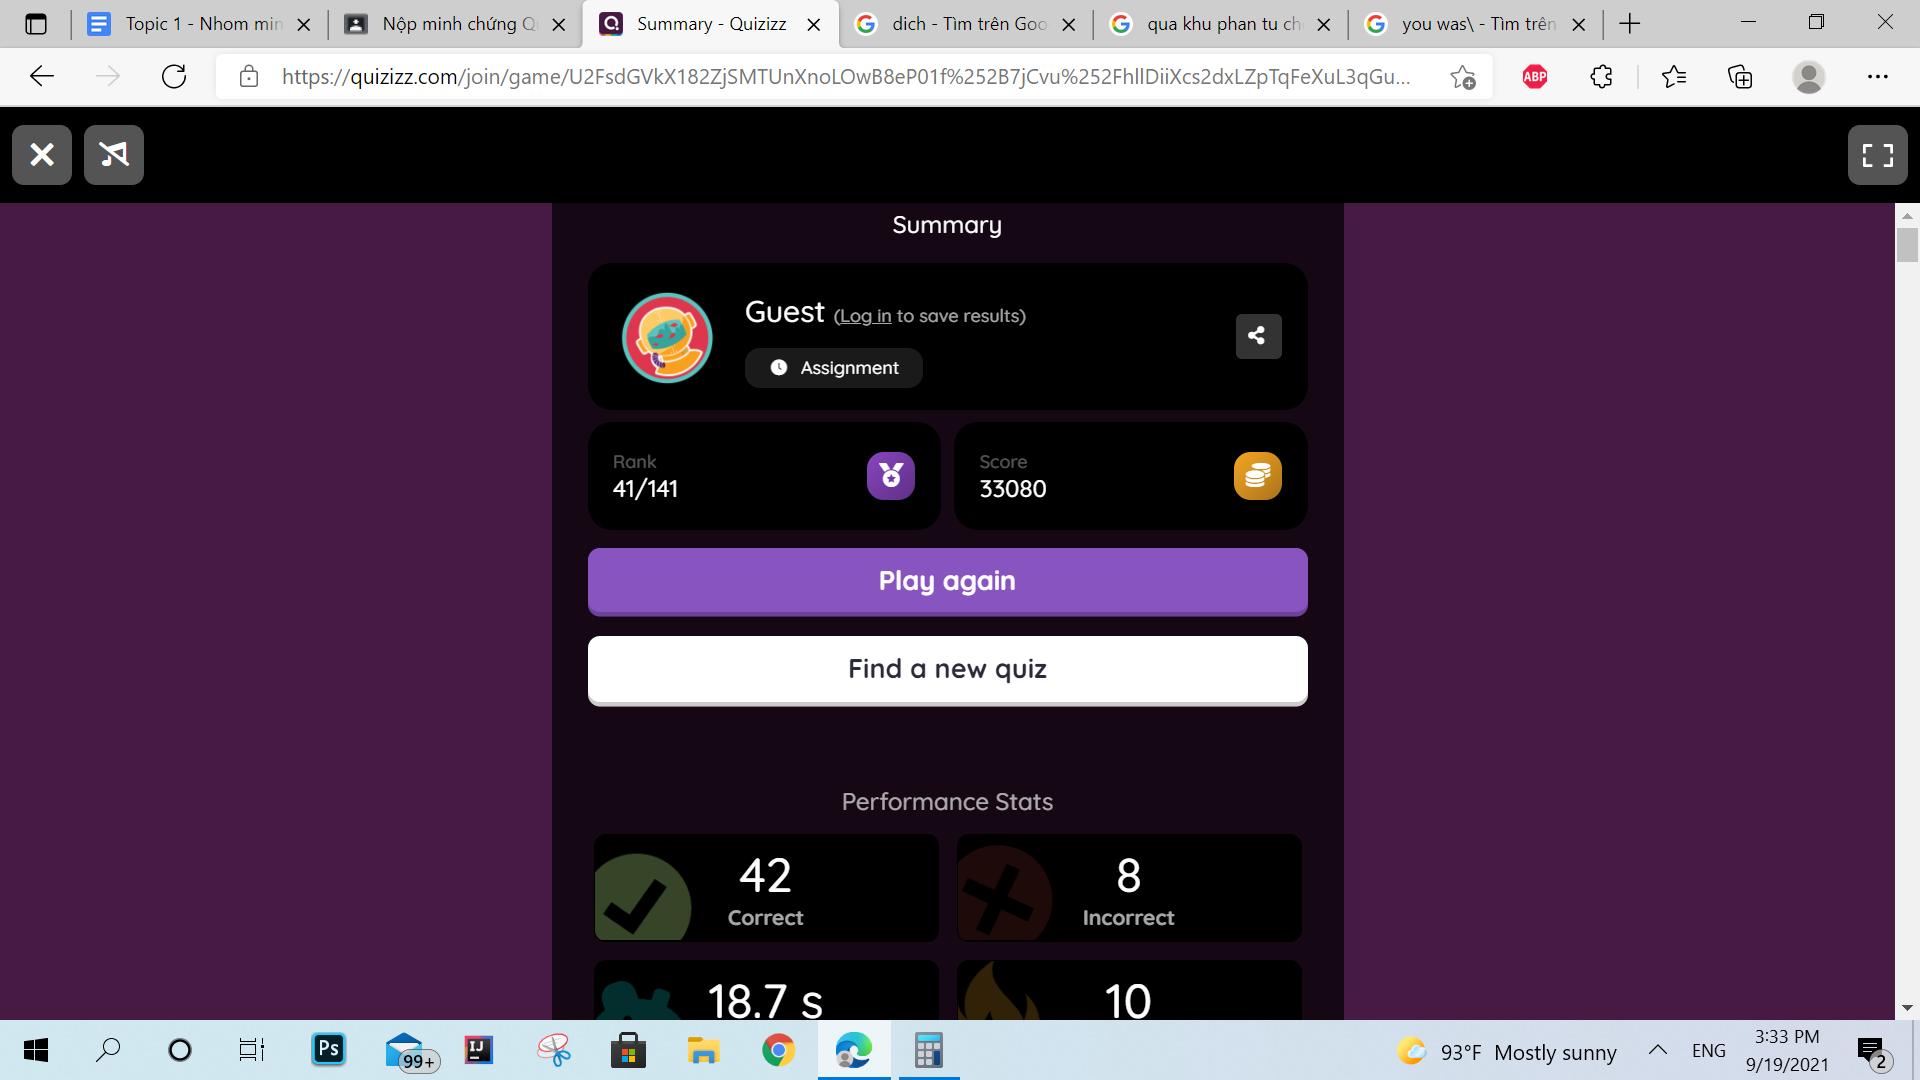 Topic 1 - Nhom min
Nộp minh chứng Q
Summary - Quizizz
dich - Tìm trên Goo
qua khu phan tu ch
you was\ - Tìm trên
https://quizizz.com/join/game/U2FsdGVkX182ZjSMTUnXnoLOwB8eP01f%252B7jCvu%252FhllDiiXcs2dxLZpTqFeXuL3qGu...
ABP
Summary
Guest (Log in to save results)
Assignment
Rank
41/141
Score
33080
Play again
Find a new quiz
Performance Stats
42
Correct
8
Incorrect
18.7 s
10
Ps
99+
IJ
93°F Mostly sunny
ENG
3:33 PM
9/19/2021
2